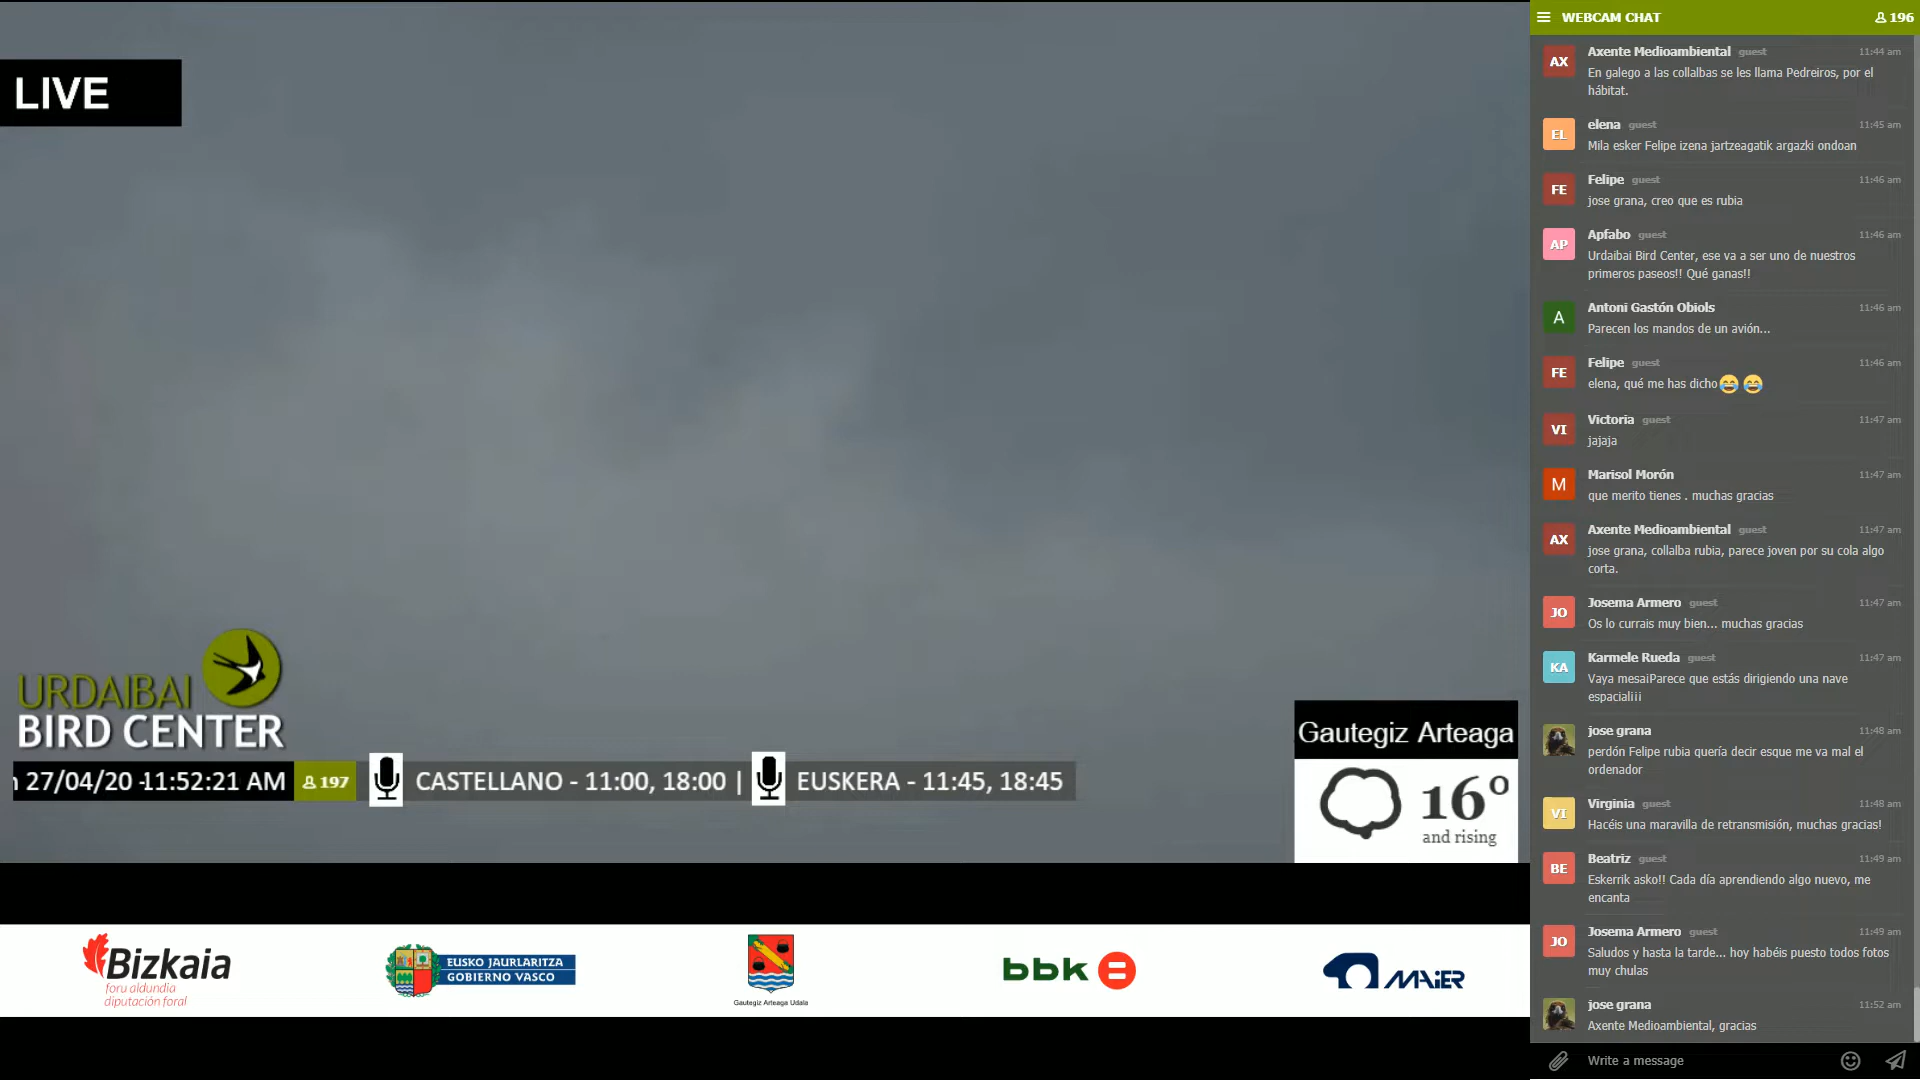 LIVE
URDAIBAI
BIRD CENTER
27/04/20 -11:52:21 AM
197
CASTELLANO - 11:00, 18:00 |
EUSKERA - 11:45, 18:45
Gautegiz Arteaga
16°
and rising
Bizkaia
foru aldundia
diputación foral
EUSKO JAURLARITZA
GOBIERNO VASCO
Gautegiz Arteaga Udala
bbk
MAIER
WEBCAM CHAT
196
AX
Axente Medioambiental guest 11:44 am
En galego a las collalbas se les llama Pedreiros, por el
hábitat.
EL
elena guest 11:45 am
Mila esker Felipe izena jartzeagatik argazki ondoan
FE
Felipe guest 11:46 am
jose grana, creo que es rubia
AP
Apfabo guest 11:46 am
Urdaibai Bird Center, ese va a ser uno de nuestros
primeros paseos!! Qué ganas!!
A
Antoni Gastón Obiols 11:46 am
Parecen los mandos de un avión...
FE
Felipe guest 11:46 am
elena, qué me has dicho😂 😂
VI
Victoria guest 11:47 am
jajaja
M
Marisol Morón 11:47 am
que merito tienes . muchas gracias
AX
Axente Medioambiental guest 11:47 am
jose grana, collalba rubia, parece joven por su cola algo
corta.
JO
Josema Armero guest 11:47 am
Os lo currais muy bien... muchas gracias
KA
Karmele Rueda guest 11:47 am
Vaya mesa¡Parece que estás dirigiendo una nave
espacial¡¡¡
jose grana 11:48 am
perdón Felipe rubia quería decir esque me va mal el
ordenador
VI
Virginia guest 11:48 am
Hacéis una maravilla de retransmisión, muchas gracias!
BE
Beatriz guest 11:49 am
Eskerrik asko!! Cada día aprendiendo algo nuevo, me
encanta
JO
Josema Armero guest 11:49 am
Saludos y hasta la tarde... hoy habéis puesto todos fotos
muy chulas
jose grana 11:52 am
Axente Medioambiental, gracias
Write a message